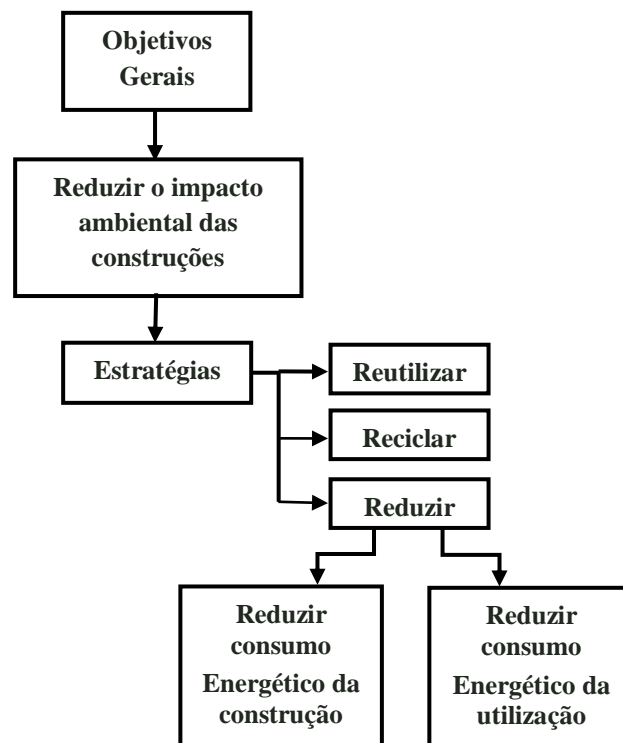 Objetivos
Gerais
Reduzir o impacto
ambiental das
construções
Estratégias
Reutilizar
Reciclar
Reduzir
Reduzir
consumo
Energético da
construção
Reduzir
consumo
Energético da
utilização